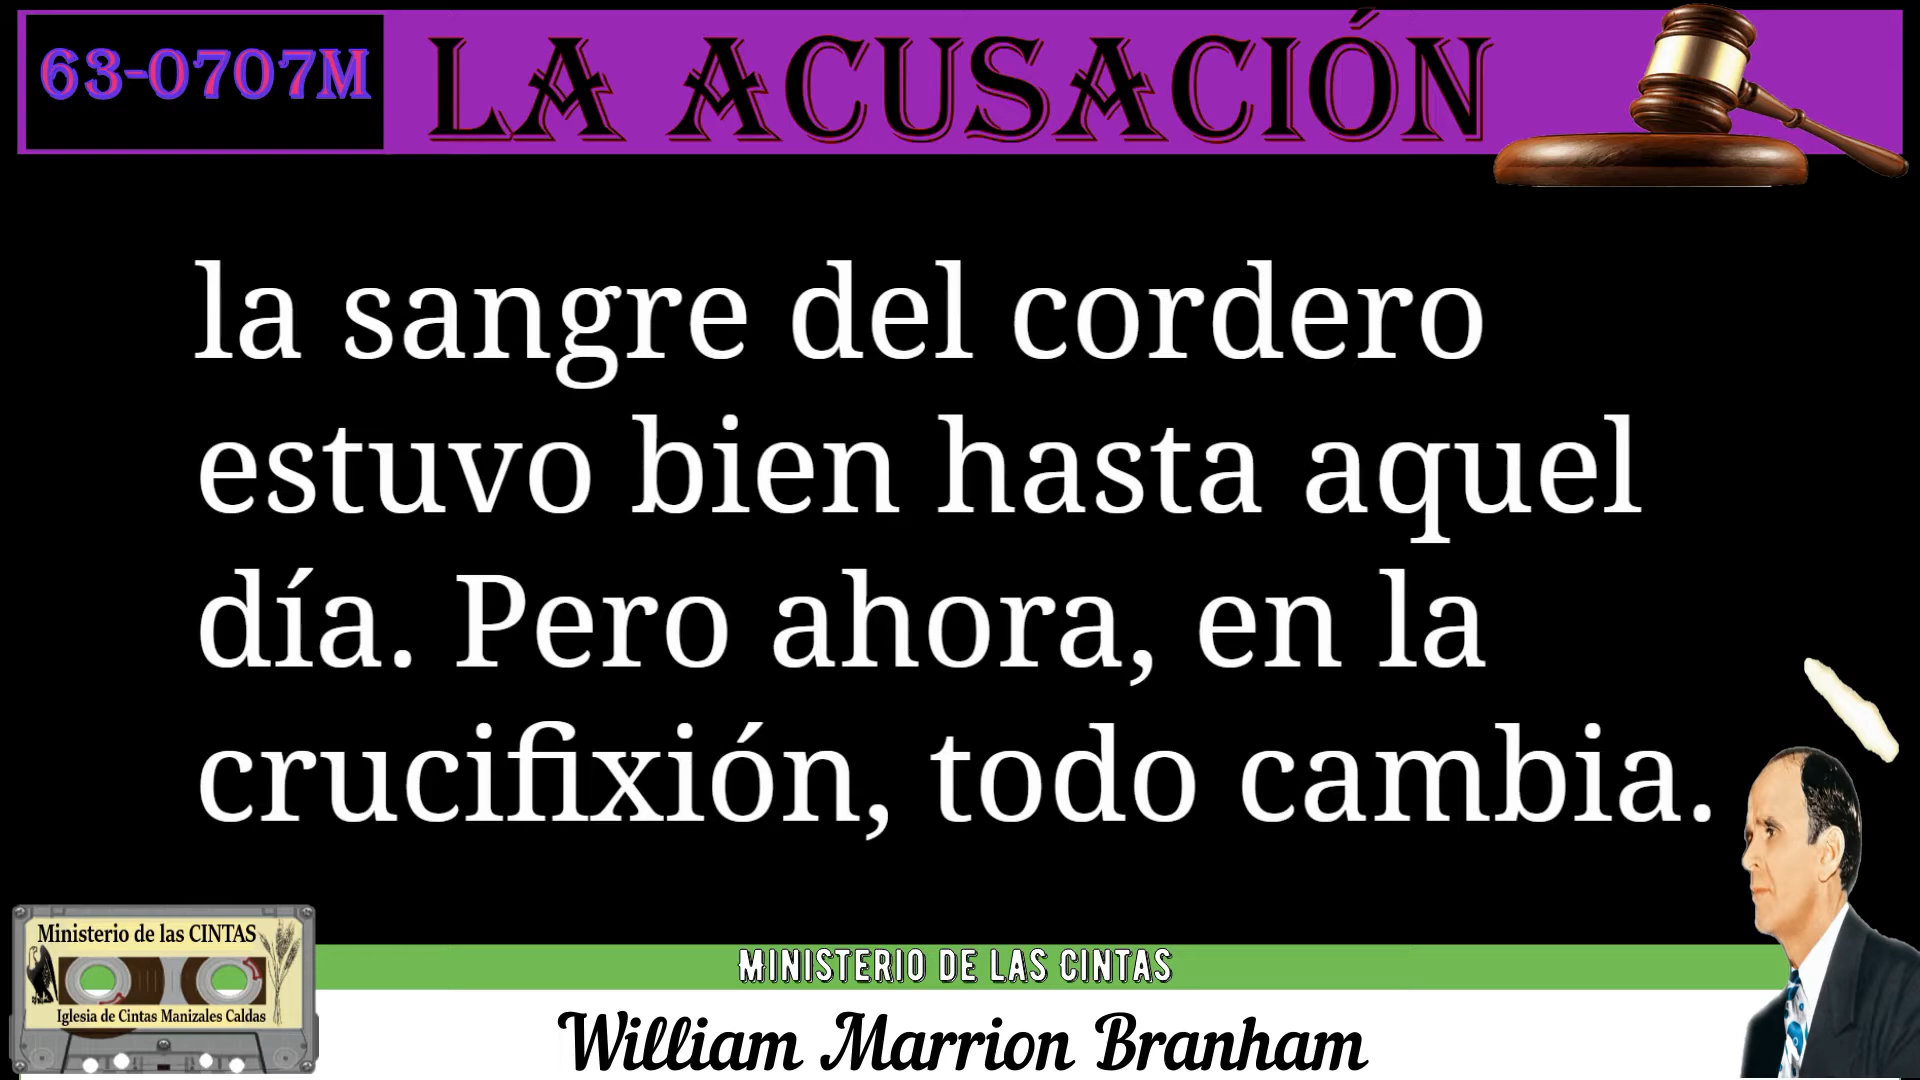 63-0707M
LA ACUSACIÓN
la sangre del cordero
estuvo bien hasta aquel
día. Pero ahora, en la
crucifixión, todo cambia.
Ministerio de las CINTAS
Iglesia de Cintas Manizales Caldas
MINISTERIO DE LAS CINTAS
William Marrion Branham